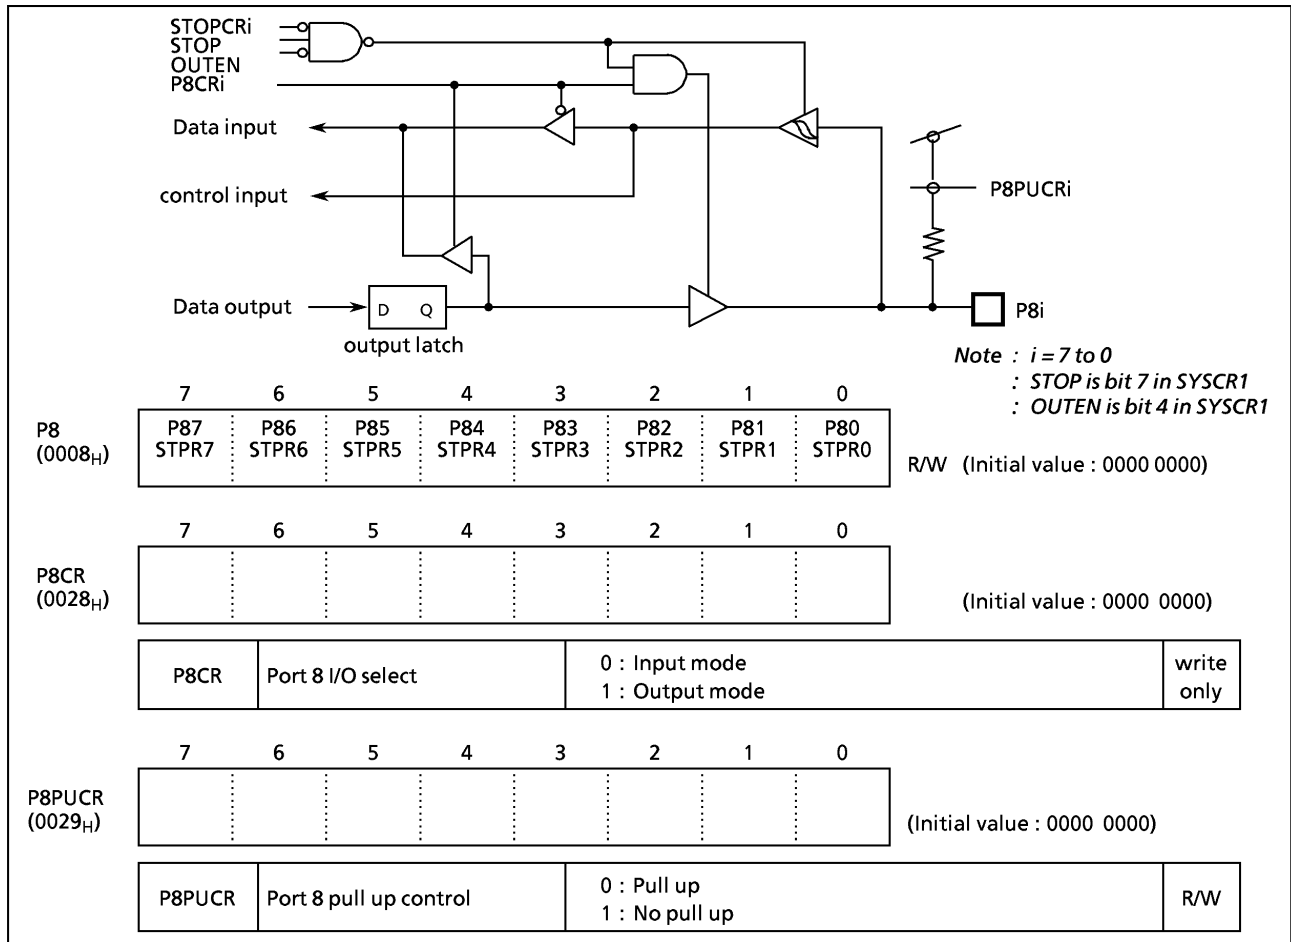 STOPCRi
STOP
OUTEN
P8CRi
Data input
control input
P8PUCRi
Data output
D Q
P8i
output latch
Note : i = 7 to 0
: STOP is bit 7 in SYSCR1
: OUTEN is bit 4 in SYSCR1
7 6 5 4 3 2 1 0
P8
(0008H)
P87 P86 P85 P84 P83 P82 P81 P80
STPR7 STPR6 STPR5 STPR4 STPR3 STPR2 STPR1 STPR0
R/W (Initial value : 0000 0000)
7 6 5 4 3 2 1 0
P8CR
(0028H)
(Initial value : 0000 0000)
P8CR Port 8 I/O select
0 : Input mode
1 : Output mode
write
only
7 6 5 4 3 2 1 0
P8PUCR
(0029H)
(Initial value : 0000 0000)
P8PUCR Port 8 pull up control
0 : Pull up
1 : No pull up
R/W